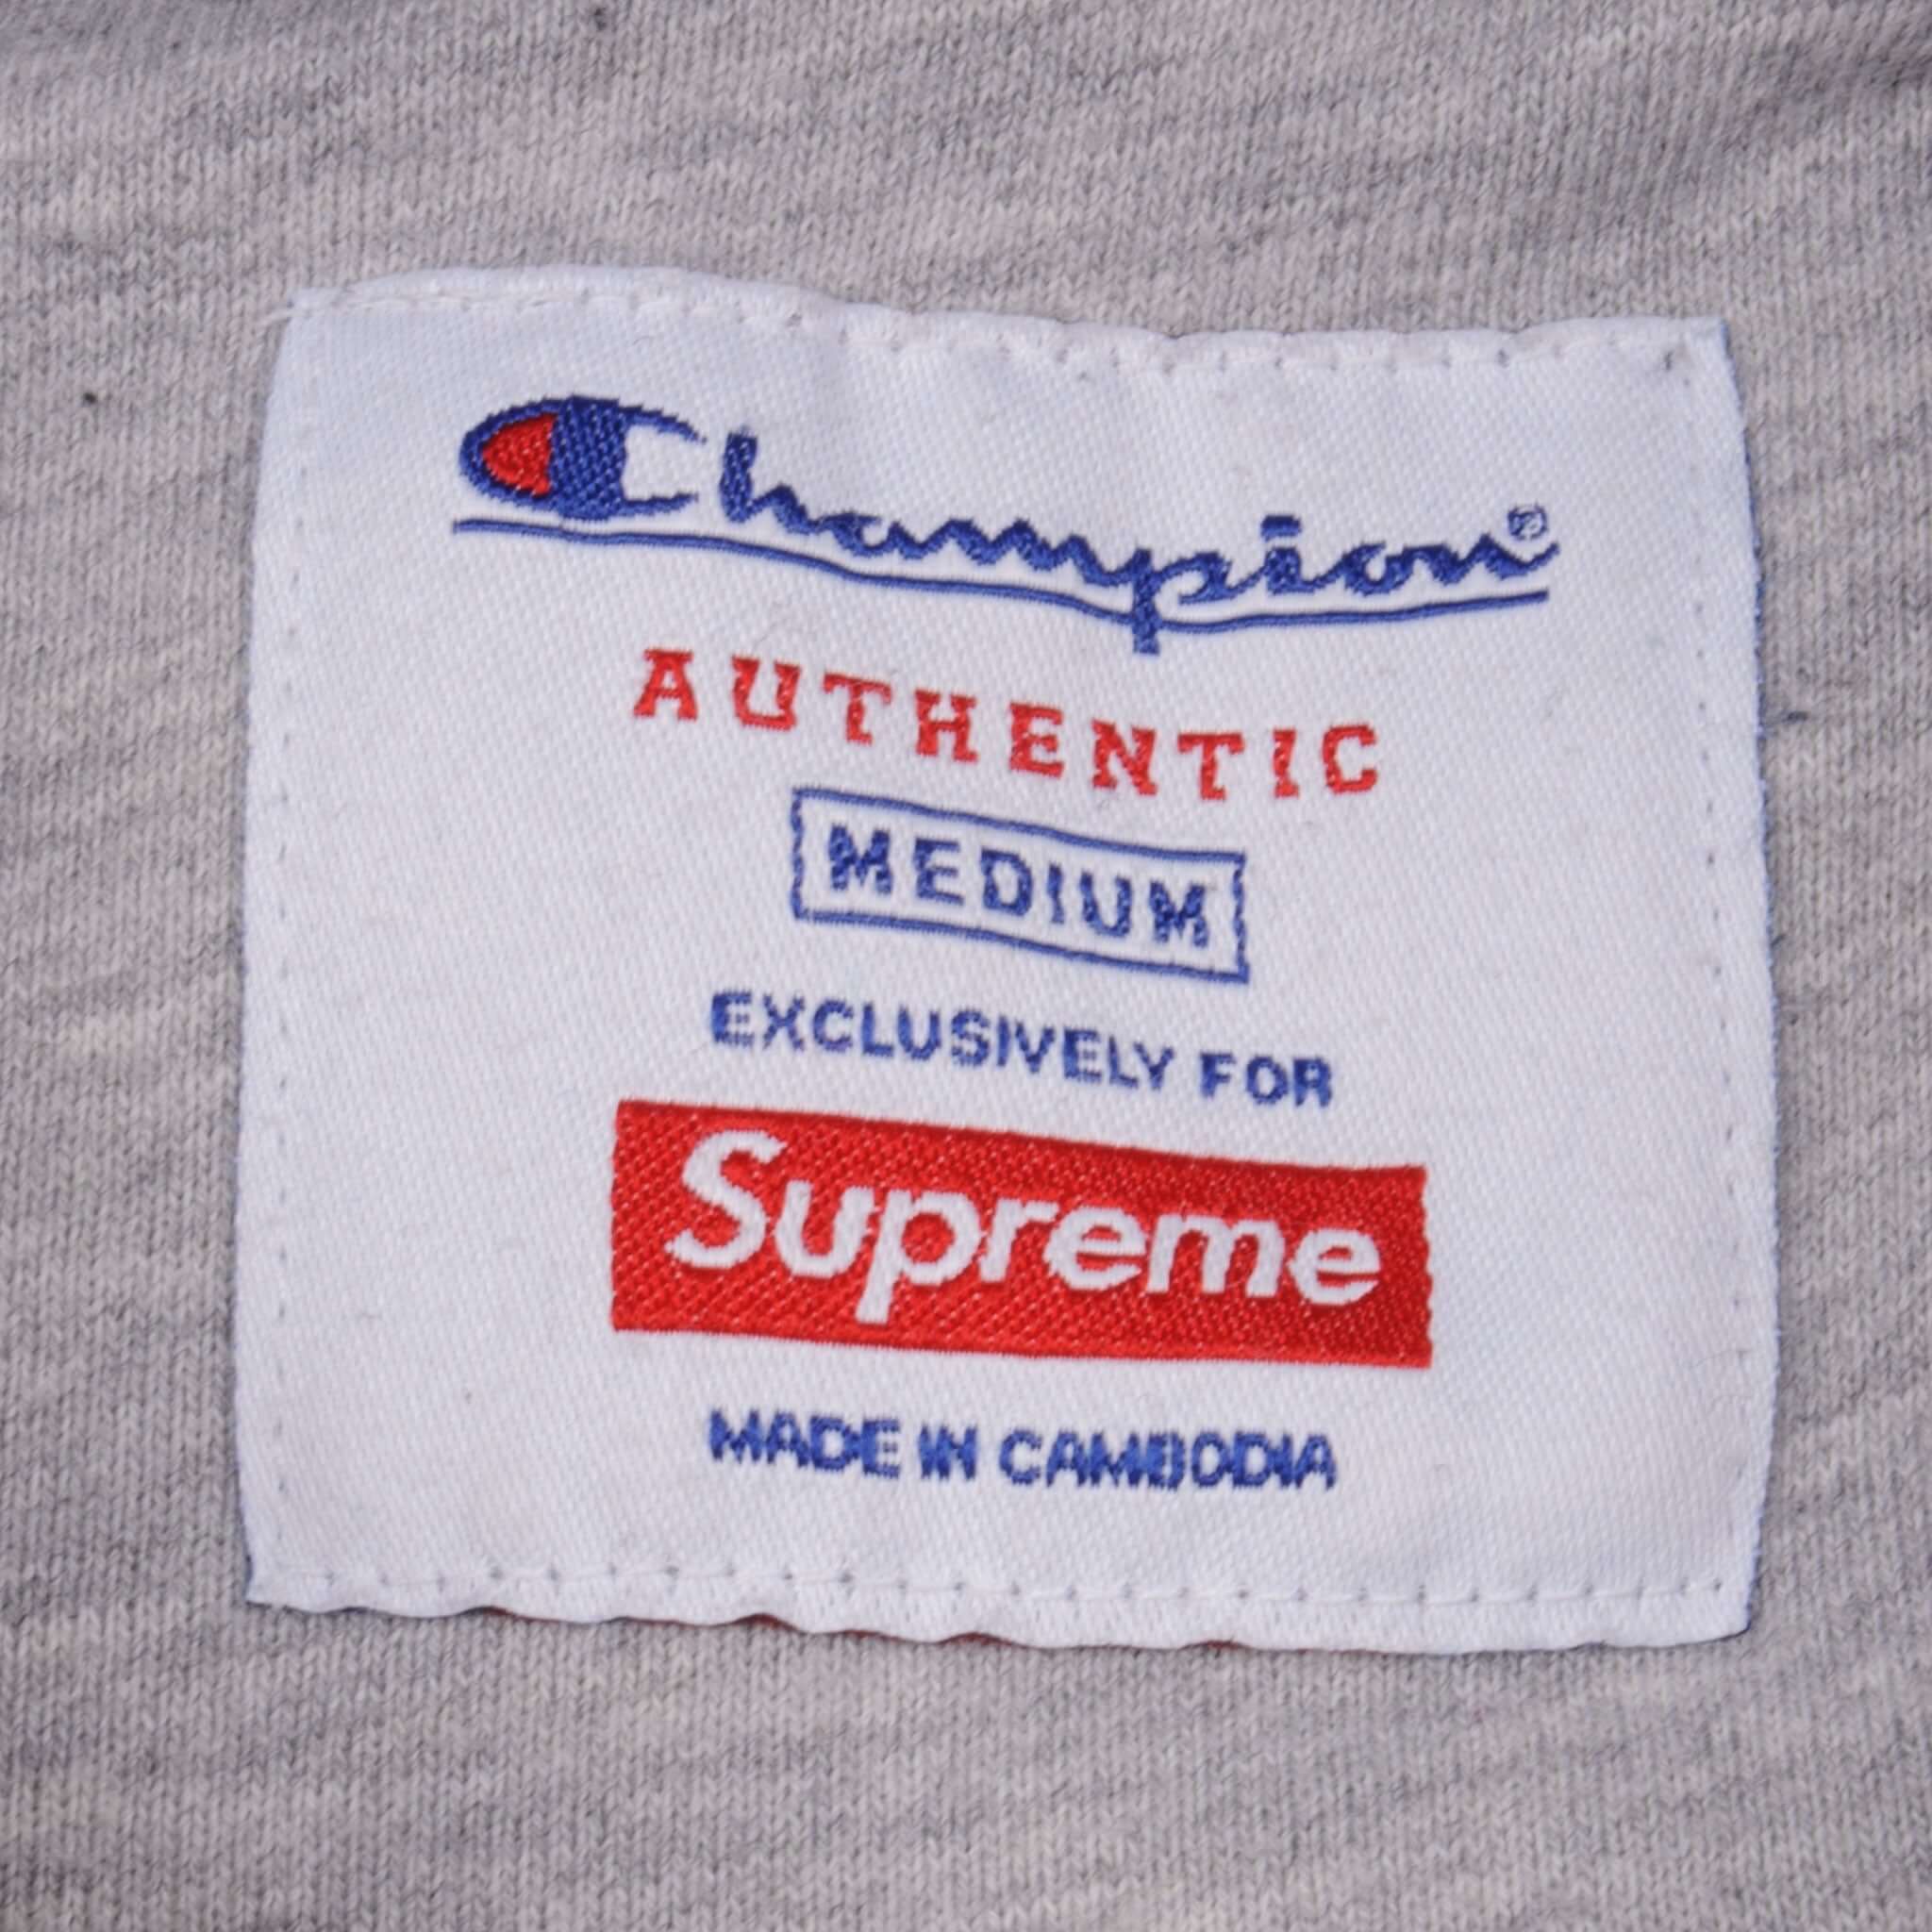 Champion®
AUTHENTIC
MEDIUM
EXCLUSIVELY FOR
Supreme
MADE IN CAMBODIA